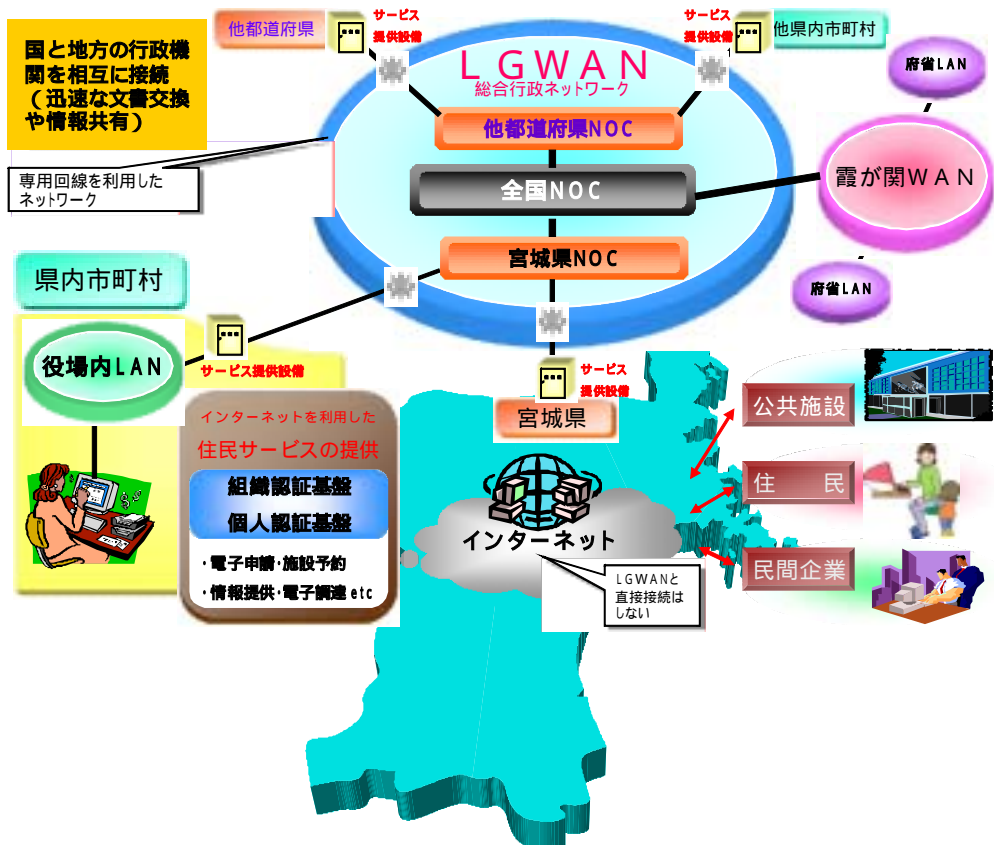 他都道府県
サービス
提供設備
サービス
提供設備
他県内市町村
国と地方の行政機
関を相互に接続
(迅速な文書交換
や情報共有)
LGWAN
総合行政ネットワーク
府省LAN
他都道府県NOC
専用回線を利用した
ネットワーク
全国NOC
霞が関WAN
宮城県NOC
県内市町村
府省LAN
役場内LAN
サービス提供設備
サービス
提供設備
宮城県
公共施設
インターネットを利用した
住民サービスの提供
組織認証基盤
個人認証基盤
・電子申請・施設予約
・情報提供・電子調達etc
住 民
インターネット
民間企業
LGWANと
直接接続は
しない